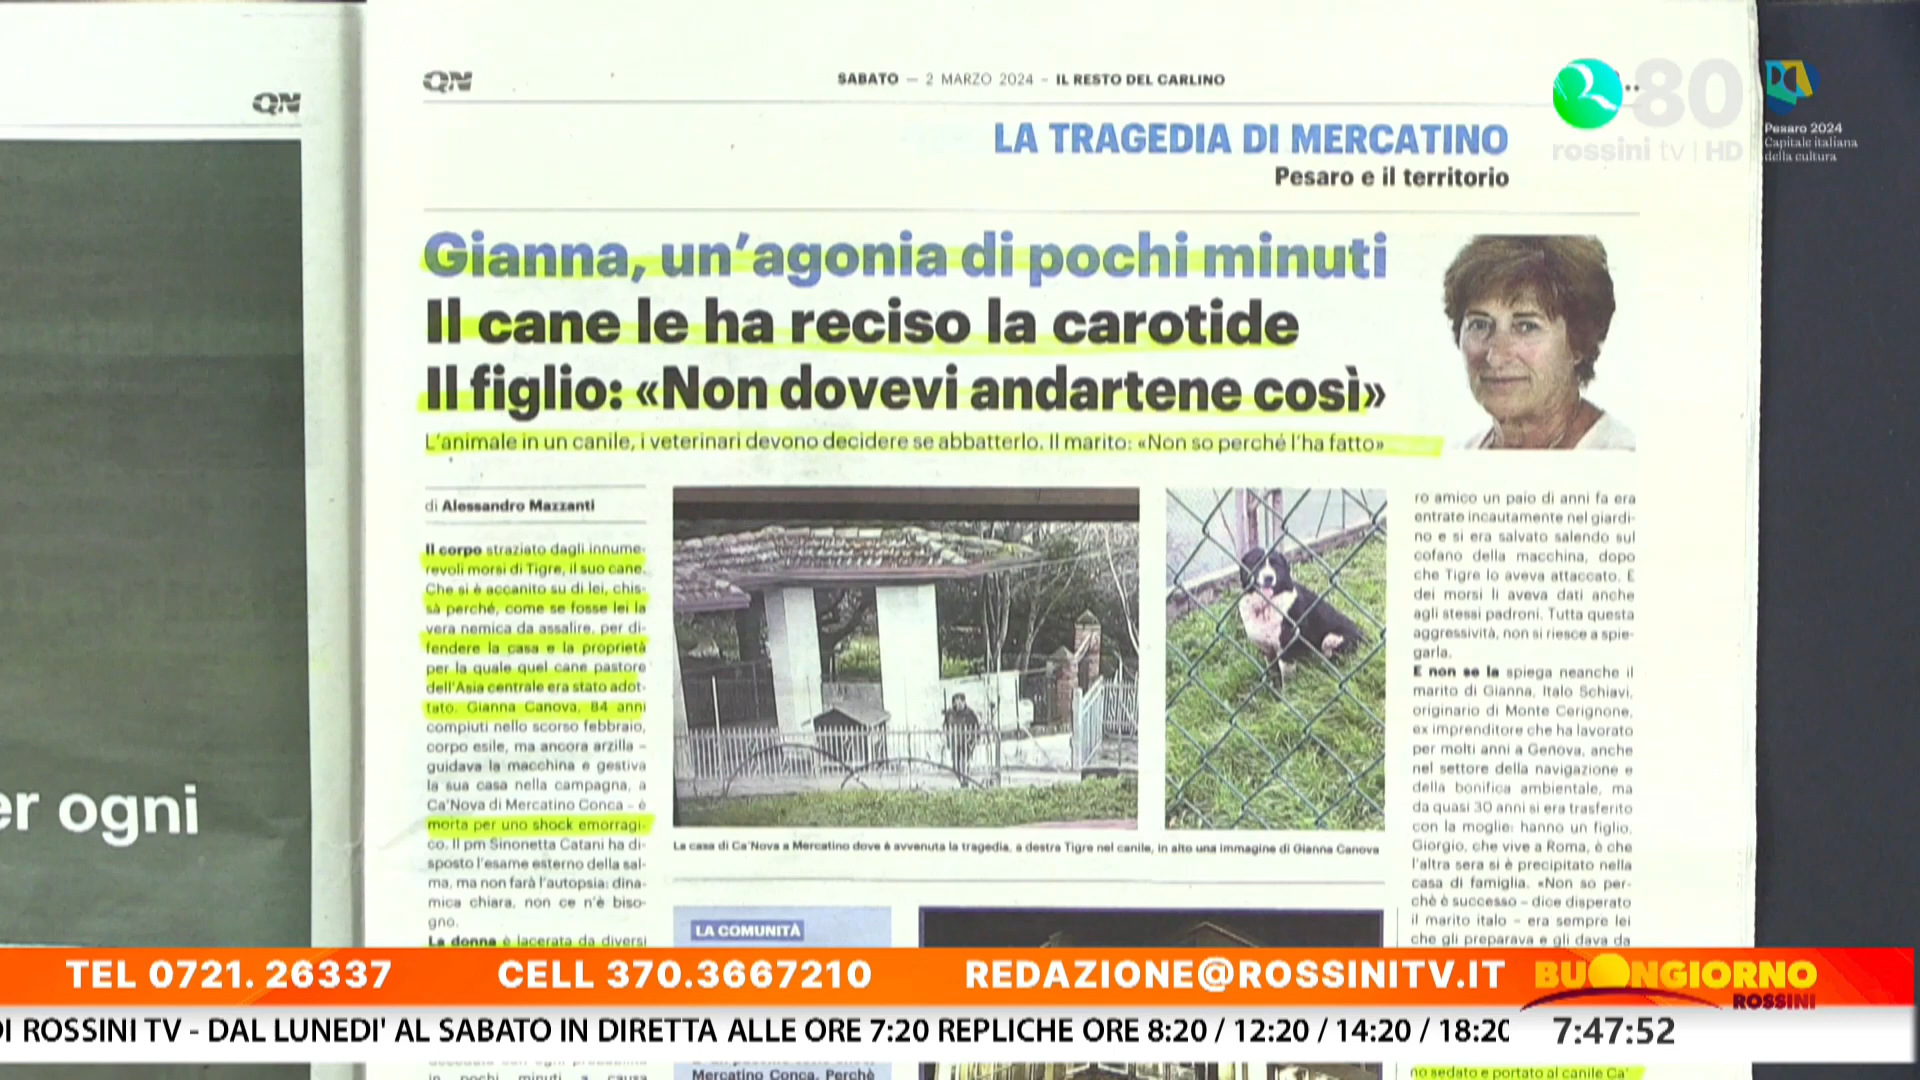 QN
er ogni
QN
SABATO — 2 MARZO 2024 – IL RESTO DEL CARLINO
80
rossini tv | HD
Pesaro 2024
Capitale italiana
della cultura
LA TRAGEDIA DI MERCATINO
Pesaro e il territorio
Gianna, un'agonia di pochi minuti
Il cane le ha reciso la carotide
Il figlio: «Non dovevi andartene così»
L'animale in un canile, i veterinari devono decidere se abbatterlo. Il marito: «Non so perché l'ha fatto»
di Alessandro Mazzanti
Il corpo straziato dagli innume-
revoli morsi di Tigre, il suo cane.
Che si è accanito su di lei, chis-
sà perché, come se fosse lei la
vera nemica da assalire, per di-
fendere la casa e la proprietà
per la quale quel cane pastore
dell'Asia centrale era stato adot-
tato. Gianna Canova, 84 anni
compiuti nello scorso febbraio,
corpo esile, ma ancora arzilla –
guidava la macchina e gestiva
la sua casa nella campagna, a
Ca'Nova di Mercatino Conca – è
morta per uno shock emorragi-
co. Il pm Sinonetta Catani ha di-
sposto l'esame esterno della sal-
ma, ma non farà l'autopsia: dina-
mica chiara, non ce n'è biso-
gno.
La donna è lacerata da diversi
in pochi minuti a causa
La casa di Ca'Nova a Mercatino dove è avvenuta la tragedia, a destra Tigre nel canile, in alto una immagine di Gianna Canova
LA COMUNITÀ
Mercatino Conca. Perchè
ro amico un paio di anni fa era
entrato incautamente nel giardi-
no e si era salvato salendo sul
cofano della macchina, dopo
che Tigre lo aveva attaccato. E
dei morsi li aveva dati anche
agli stessi padroni. Tutta questa
aggressività, non si riesce a spie-
garla.
E non se la spiega neanche il
marito di Gianna, Italo Schiavi,
originario di Monte Cerignone,
ex imprenditore che ha lavorato
per molti anni a Genova, anche
nel settore della navigazione e
della bonifica ambientale, ma
da quasi 30 anni si era trasferito
con la moglie: hanno un figlio,
Giorgio, che vive a Roma, è che
l'altra sera si è precipitato nella
casa di famiglia. «Non so per-
chè è successo – dice disperato
il marito italo – era sempre lei
che gli preparava e gli dava da
no sedato e portato al canile Ca'
TEL 0721. 26337 CELL 370.3667210 REDAZIONE@ROSSINITV.IT
BUONGIORNO
ROSSINI
DI ROSSINI TV - DAL LUNEDI' AL SABATO IN DIRETTA ALLE ORE 7:20 REPLICHE ORE 8:20 / 12:20 / 14:20 / 18:20
7:47:52